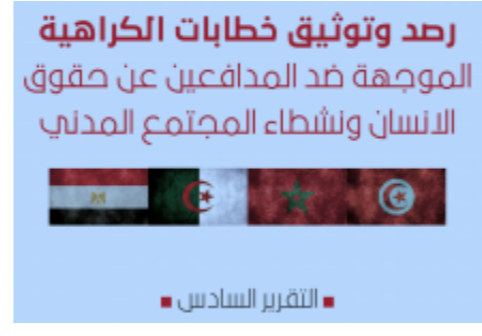 رصد وتوثيق خطابات الكراهية
الموجهة ضد المدافعين عن حقوق
الانسان ونشطاء المجتمع المدني
▪ التقرير السادس ▪